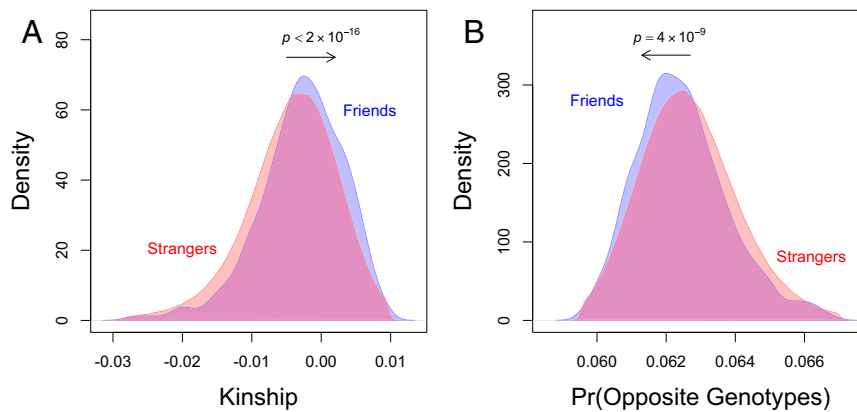 A
p < 2 × 10⁻¹⁶
Density
80
60
40
20
0
Friends
Strangers
-0.03 -0.02 -0.01 0.00 0.01
Kinship
B
p = 4 × 10⁻⁹
Density
300
200
100
0
Friends
Strangers
0.060 0.062 0.064 0.066
Pr(Opposite Genotypes)